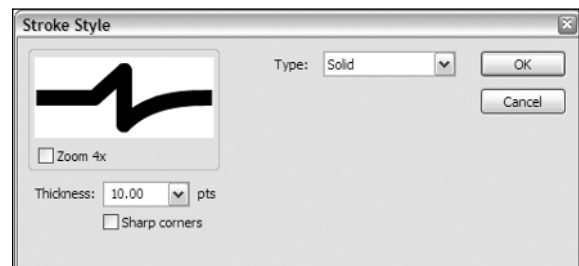 Stroke Style
Type: Solid
OK
Cancel
Zoom 4x
Thickness: 10.00 pts
Sharp corners